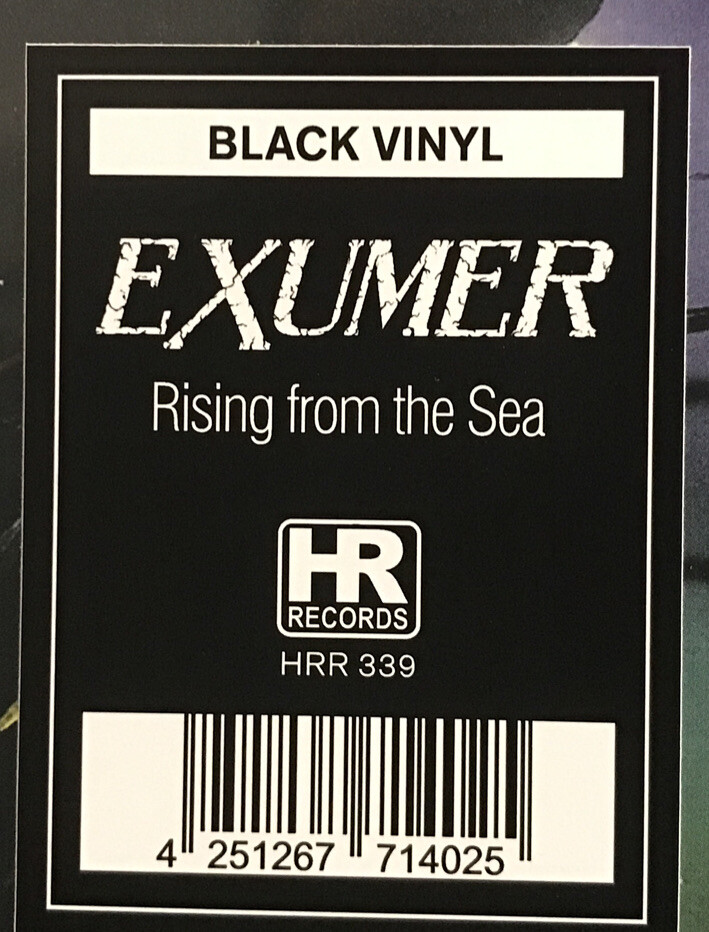 BLACK VINYL
EXUMER
Rising from the Sea
HR
RECORDS
HRR 339
4 251267 714025